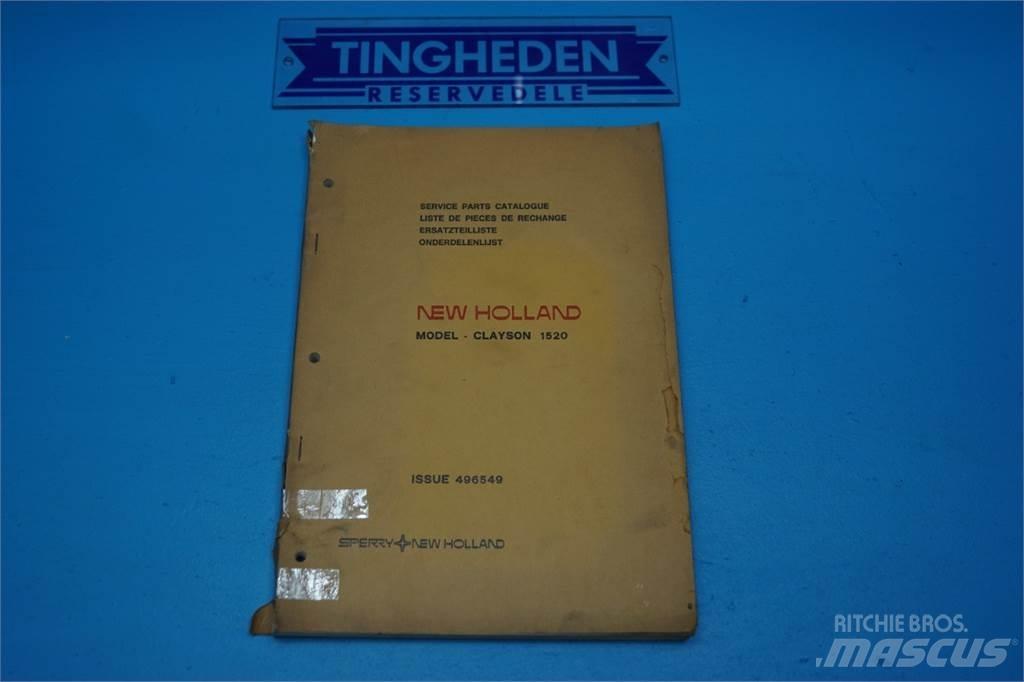 TINGHEDEN
RESERVEDELE
SERVICE PARTS CATALOGUE
LISTE DE PIECES DE RECHANGE
ERSATZTEILLISTE
ONDERDELENLIJST
NEW HOLLAND
MODEL - CLAYSON 1520
ISSUE 496549
SPERRY NEW HOLLAND
RITCHIE BROS.
MASCUS